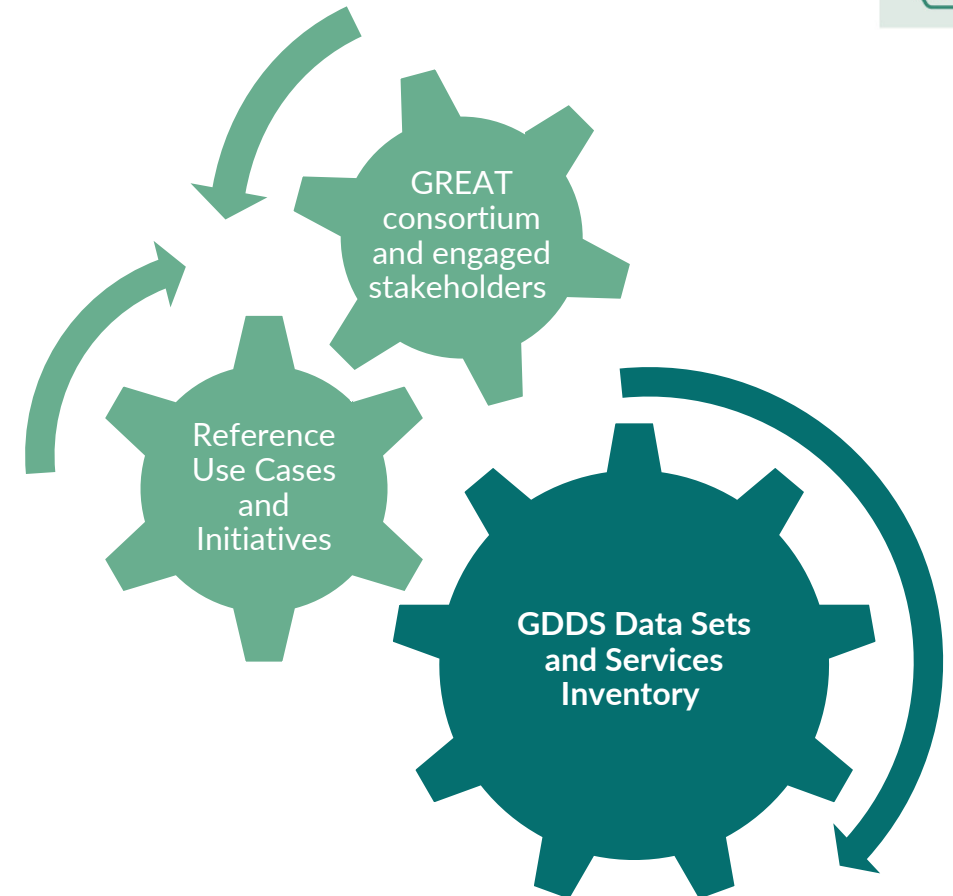 GREAT
consortium
and engaged
stakeholders
Reference
Use Cases
and
Initiatives
GDDS Data Sets
and Services
Inventory